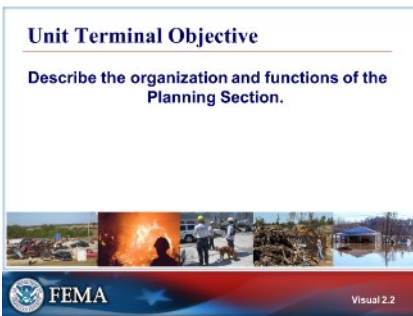 Unit Terminal Objective
Describe the organization and functions of the
Planning Section.
FEMA
Visual 2.2